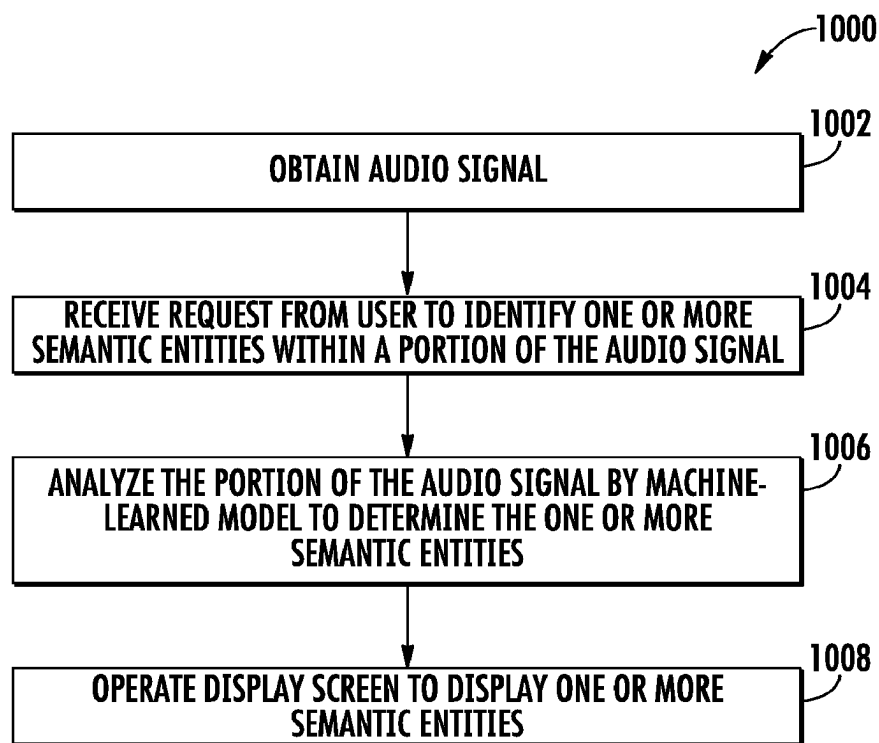 1000
1002
OBTAIN AUDIO SIGNAL
1004
RECEIVE REQUEST FROM USER TO IDENTIFY ONE OR MORE
SEMANTIC ENTITIES WITHIN A PORTION OF THE AUDIO SIGNAL
1006
ANALYZE THE PORTION OF THE AUDIO SIGNAL BY MACHINE-
LEARNED MODEL TO DETERMINE THE ONE OR MORE
SEMANTIC ENTITIES
1008
OPERATE DISPLAY SCREEN TO DISPLAY ONE OR MORE
SEMANTIC ENTITIES